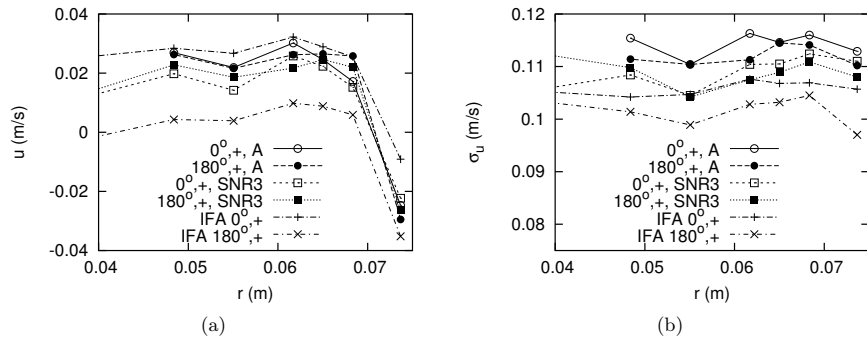 0.04
0.02
0
-0.02
-0.04
u (m/s)
0°,+, A
180°,+, A
0°,+, SNR3
180°,+, SNR3
IFA 0°,+
IFA 180°,+
0.04 0.05 0.06 0.07
r (m)
(a)
0.12
0.11
0.1
0.09
0.08
σu (m/s)
0°,+, A
180°,+, A
0°,+, SNR3
180°,+, SNR3
IFA 0°,+
IFA 180°,+
0.04 0.05 0.06 0.07
r (m)
(b)